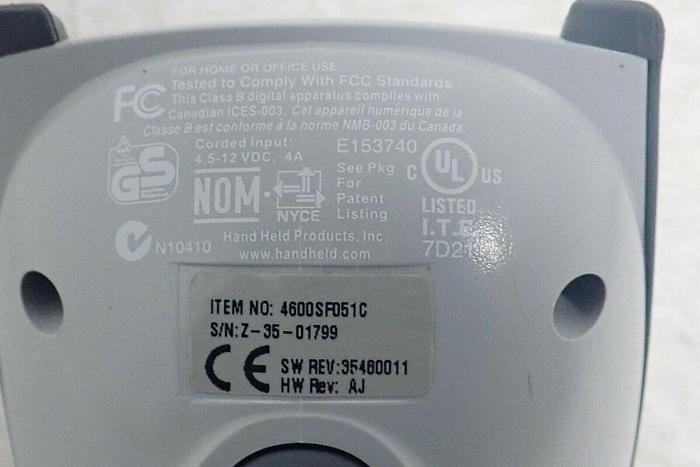 FOR HOME OR OFFICE USE
Tested to Comply With FCC Standards
FC
This Class B digital apparatus complies with
Canadian ICES-003. Cet appareil numérique de la
Classe B est conforme à la norme NMB-003 du Canada.
GS
Corded Input:
4.5-12 VDC, 4A
E153740
See Pkg
For
Patent
Listing
C UL US
LISTED
I.T.E.
NOM
NYCE
N10410
Hand Held Products, Inc.
www.handheld.com
ITEM NO: 4600SF051C
S/N: Z-35-01799
CE
SW REV:35460011
HW Rev: AJ